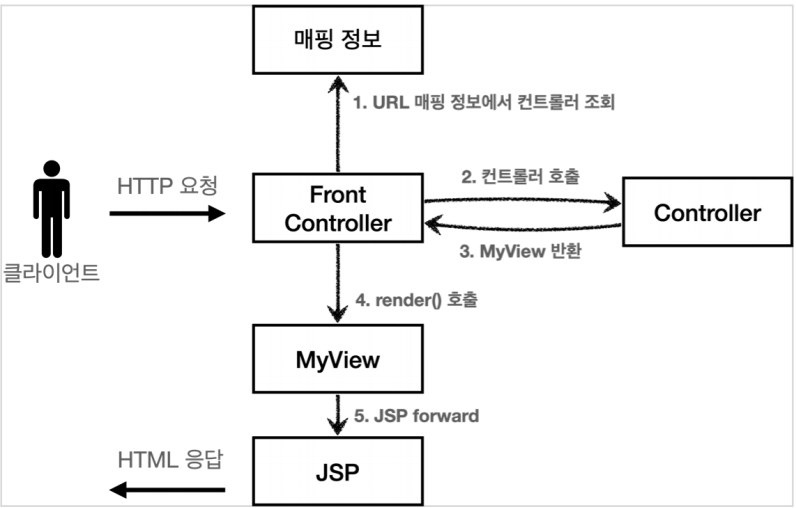 매핑 정보
1. URL 매핑 정보에서 컨트롤러 조회
HTTP 요청
Front
Controller
2. 컨트롤러 호출
Controller
3. MyView 반환
클라이언트
4. render() 호출
MyView
5. JSP forward
HTML 응답
JSP